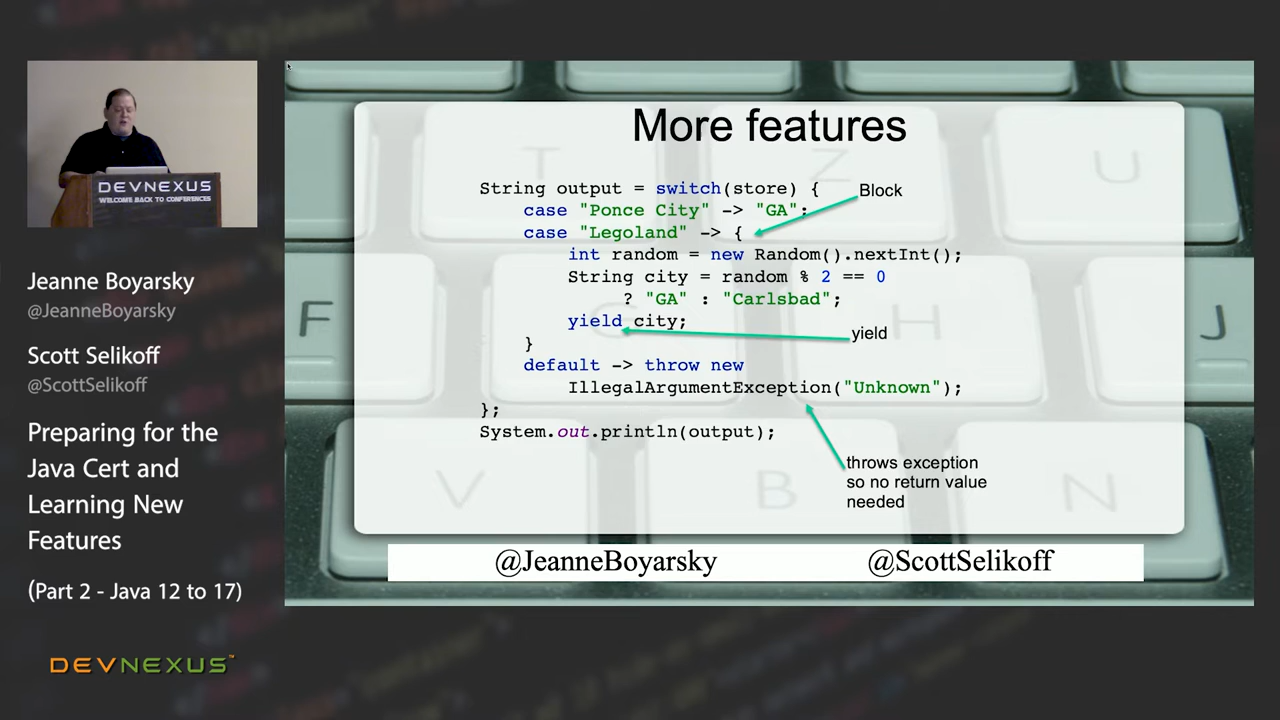 DEVNEXUS
WELCOME BACK TO CONFERENCES
Jeanne Boyarsky
@JeanneBoyarsky
Scott Selikoff
@ScottSelikoff
Preparing for the
Java Cert and
Learning New
Features
(Part 2 - Java 12 to 17)
DEVNEXUS™
More features
String output = switch(store) {
case "Ponce City" -> "GA";
case "Legoland" -> {
int random = new Random().nextInt();
String city = random % 2 == 0
? "GA" : "Carlsbad";
yield city;
}
default -> throw new
IllegalArgumentException("Unknown");
};
System.out.println(output);
Block
yield
throws exception
so no return value
needed
T
Z
U
F
C
H
J
V
B
N
@JeanneBoyarsky @ScottSelikoff